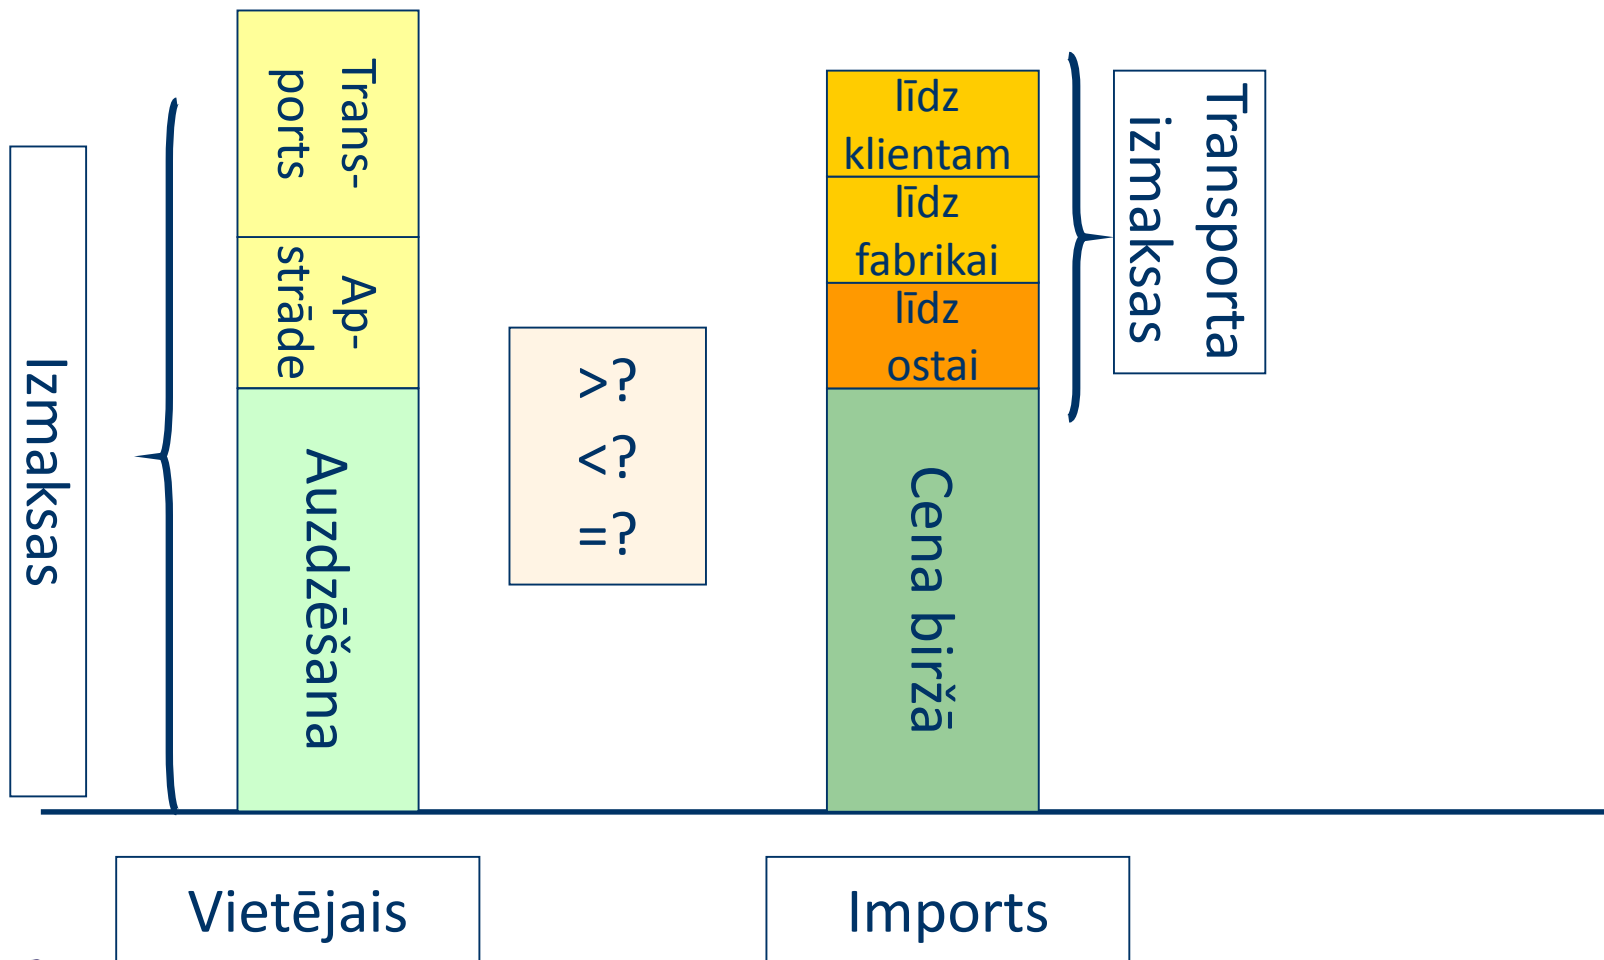 Izmaksas
Trans-
ports
Ap-
strāde
Auzdzēšana
>?
<?
=?
līdz
klientam
līdz
fabrikai
līdz
ostai
Cena biržā
Transporta
izmaksas
Vietējais
Imports